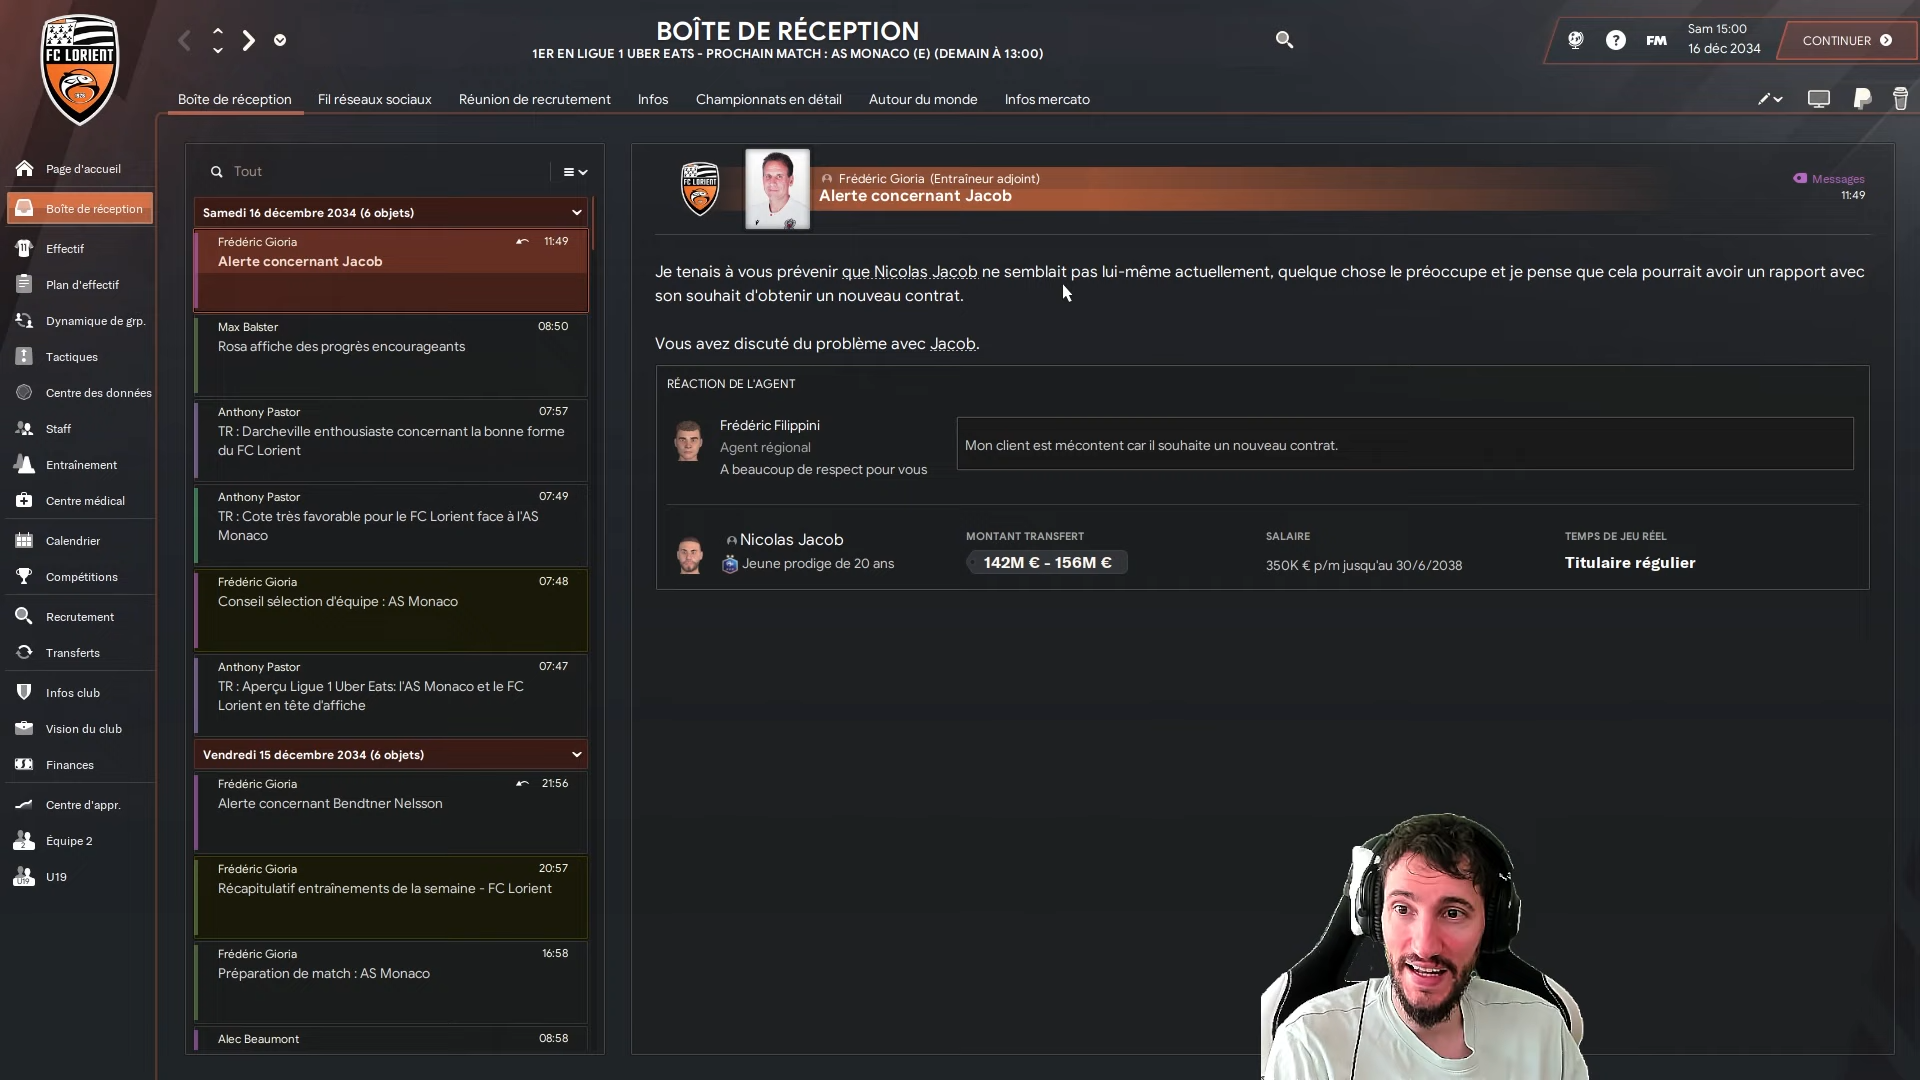 FC LORIENT
BOÎTE DE RÉCEPTION
1ER EN LIGUE 1 UBER EATS - PROCHAIN MATCH : AS MONACO (E) (DEMAIN À 13:00)
FM
Sam 15:00
16 déc 2034
CONTINUER
Boîte de réception
Fil réseaux sociaux
Réunion de recrutement
Infos
Championnats en détail
Autour du monde
Infos mercato
Page d'accueil
Boîte de réception
Effectif
Plan d'effectif
Dynamique de grp.
Tactiques
Centre des données
Staff
Entraînement
Centre médical
Calendrier
Compétitions
Recrutement
Transferts
Infos club
Vision du club
Finances
Centre d'appr.
Équipe 2
U19
Tout
Samedi 16 décembre 2034 (6 objets)
Frédéric Gioria 11:49
Alerte concernant Jacob
Max Balster 08:50
Rosa affiche des progrès encourageants
Anthony Pastor 07:57
TR : Darcheville enthousiaste concernant la bonne forme
du FC Lorient
Anthony Pastor 07:49
TR : Cote très favorable pour le FC Lorient face à l'AS
Monaco
Frédéric Gioria 07:48
Conseil sélection d'équipe : AS Monaco
Anthony Pastor 07:47
TR : Aperçu Ligue 1 Uber Eats: l'AS Monaco et le FC
Lorient en tête d'affiche
Vendredi 15 décembre 2034 (6 objets)
Frédéric Gioria 21:56
Alerte concernant Bendtner Nelsson
Frédéric Gioria 20:57
Récapitulatif entraînements de la semaine - FC Lorient
Frédéric Gioria 16:58
Préparation de match : AS Monaco
Alec Beaumont 08:58
FC LORIENT
Frédéric Gioria (Entraîneur adjoint)
Alerte concernant Jacob
Messages
11:49
Je tenais à vous prévenir que Nicolas Jacob ne semblait pas lui-même actuellement, quelque chose le préoccupe et je pense que cela pourrait avoir un rapport avec
son souhait d'obtenir un nouveau contrat.
Vous avez discuté du problème avec Jacob.
RÉACTION DE L'AGENT
Frédéric Filippini
Agent régional
A beaucoup de respect pour vous
Mon client est mécontent car il souhaite un nouveau contrat.
Nicolas Jacob
Jeune prodige de 20 ans
MONTANT TRANSFERT
142M € - 156M €
SALAIRE
350K € p/m jusqu'au 30/6/2038
TEMPS DE JEU RÉEL
Titulaire régulier